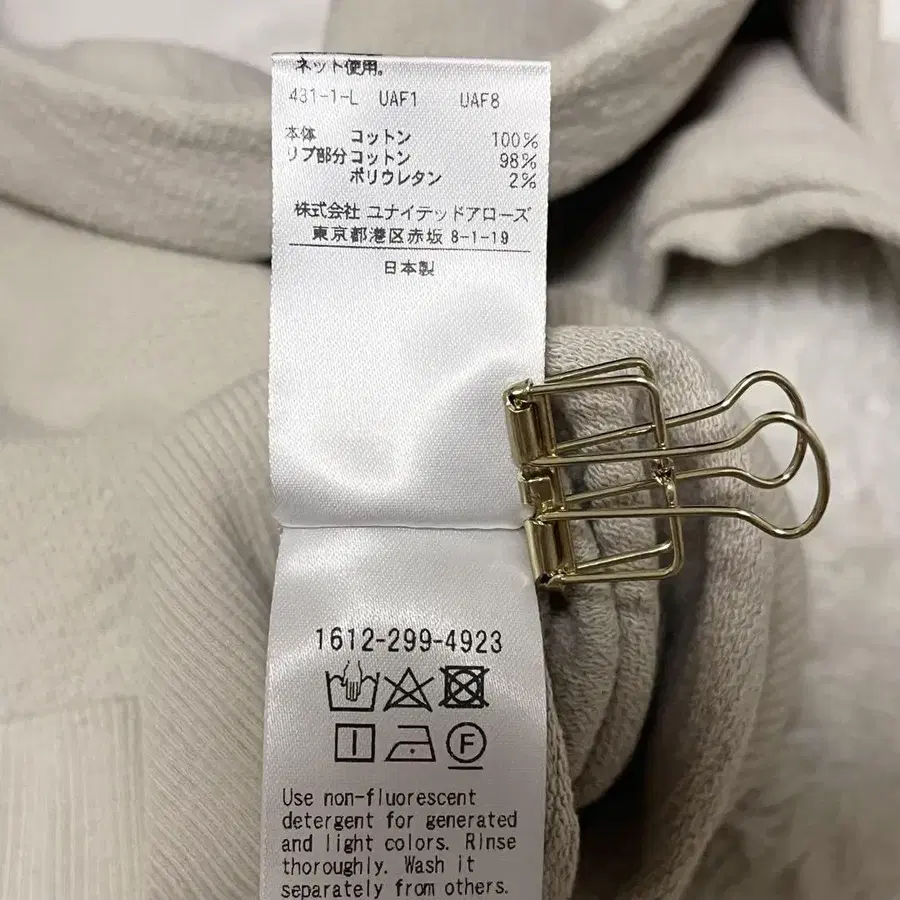 ネット使用。
431-1-L UAF1 UAF8
本体 コットン 100%
リブ部分コットン 98%
ポリウレタン 2%
株式会社 ユナイテッドアローズ
東京都港区赤坂 8-1-19
日本製
1612-299-4923
F
Use non-fluorescent
detergent for generated
and light colors. Rinse
thoroughly. Wash it
separately from others.